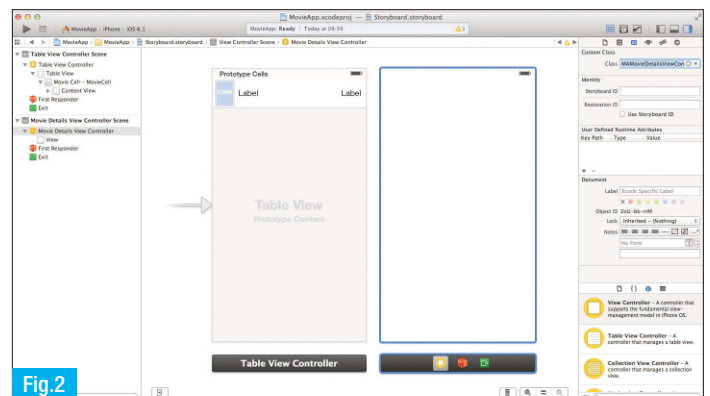 MovieApp.xcodeproj — Storyboard.storyboard
MovieApp | iPhone | iOS 6.1
MovieApp: Ready | Today at 09:39
1
MovieApp
MovieApp
Storyboard.storyboard
View Controller Scene
Movie Details View Controller
Table View Controller Scene
Table View Controller
Table View
Movie Cell – MovieCell
Content View
First Responder
Exit
Movie Details View Controller Scene
Movie Details View Controller
View
First Responder
Exit
Prototype Cells
Label
Label
Table View
Prototype Content
Table View Controller
Custom Class
Class MAMovieDetailsViewCon
Identity
Storyboard ID
Restoration ID
Use Storyboard ID
User Defined Runtime Attributes
Key Path Type Value
Document
Label Xcode Specific Label
Object ID
Lock Inherited – (Nothing)
Notes
No Font
View Controller – A controller that
supports the fundamental view-
management model in iPhone OS.
Table View Controller – A
controller that manages a table view.
Collection View Controller – A
controller that manages a collection
view.
Fig.2